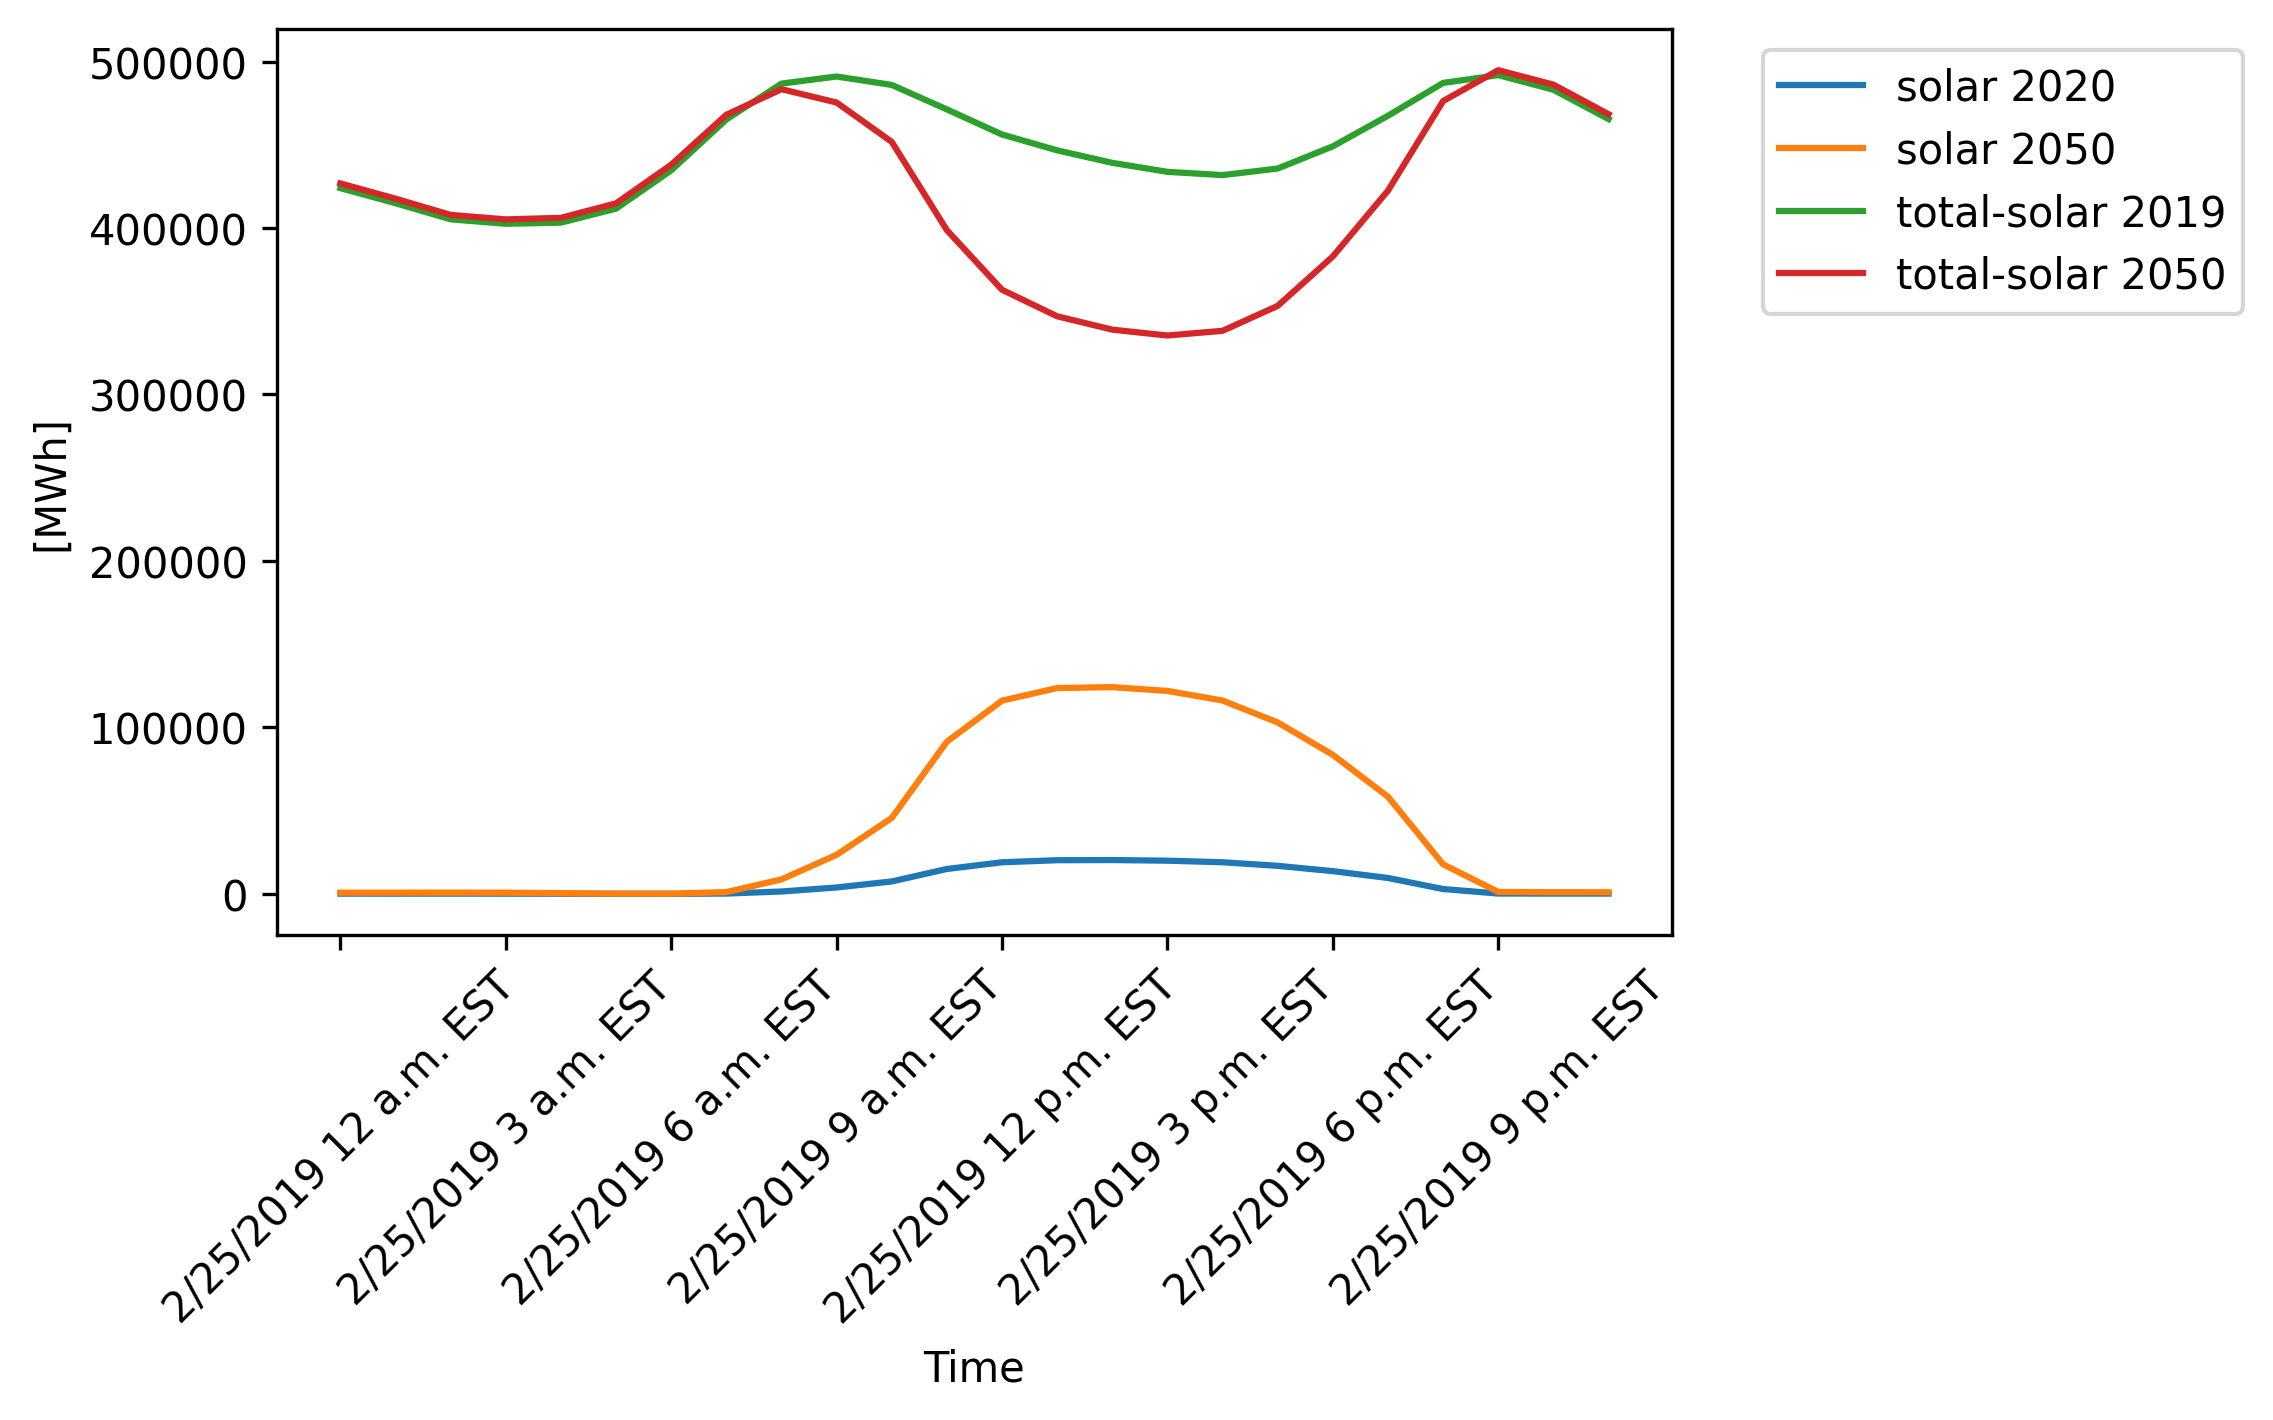 500000
400000
300000
200000
100000
0
[MWh]
2/25/2019 12 a.m. EST
2/25/2019 3 a.m. EST
2/25/2019 6 a.m. EST
2/25/2019 9 a.m. EST
2/25/2019 12 p.m. EST
2/25/2019 3 p.m. EST
2/25/2019 6 p.m. EST
2/25/2019 9 p.m. EST
Time
solar 2020
solar 2050
total-solar 2019
total-solar 2050